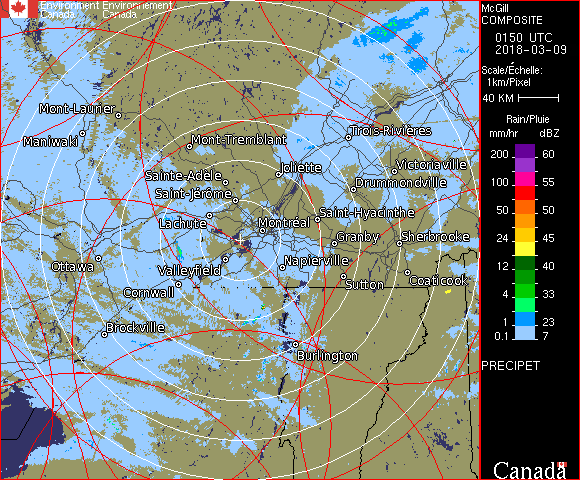 Environment Environnement
Canada Canada
Mont-Laurier
Maniwaki
Mont-Tremblant
Trois-Rivières
Sainte-Adèle
Joliette
Victoriaville
Saint-Jérôme
Drummondville
Lachute
Montréal
Saint-Hyacinthe
Granby
Sherbrooke
Ottawa
Valleyfield
Napierville
Cornwall
Sutton
Coaticook
Brockville
Burlington
McGill
COMPOSITE
0150 UTC
2018-03-09
Scale/Échelle:
1km/Pixel
40 KM
Rain/Pluie
mm/hr dBZ
200 60
150 57
100 55
50 50
24 45
12 40
4 33
1 23
0.1 7
PRECIPET
Canada